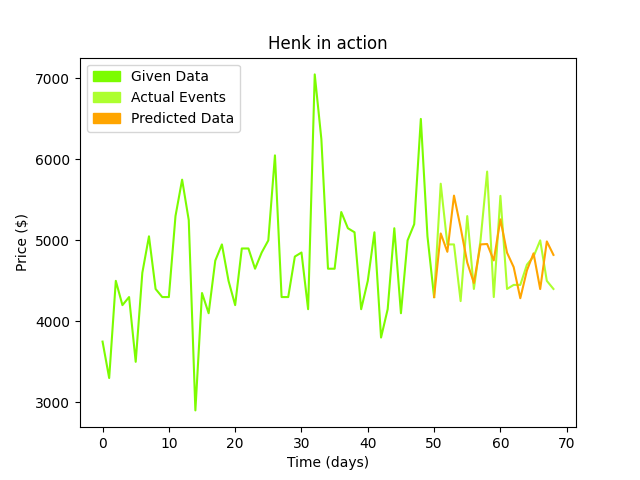 Henk in action
Given Data
Actual Events
Predicted Data
7000
6000
5000
4000
3000
Price ($)
0 10 20 30 40 50 60 70
Time (days)